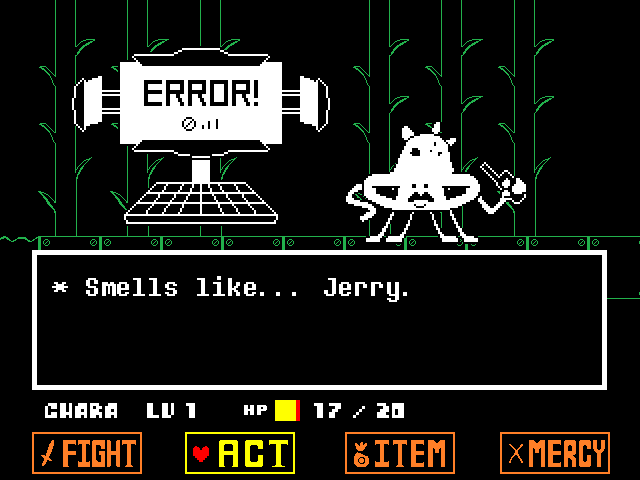 ERROR!
* Smells like... Jerry.
CHARA LV 1 HP 17 / 20
FIGHT ACT ITEM MERCY